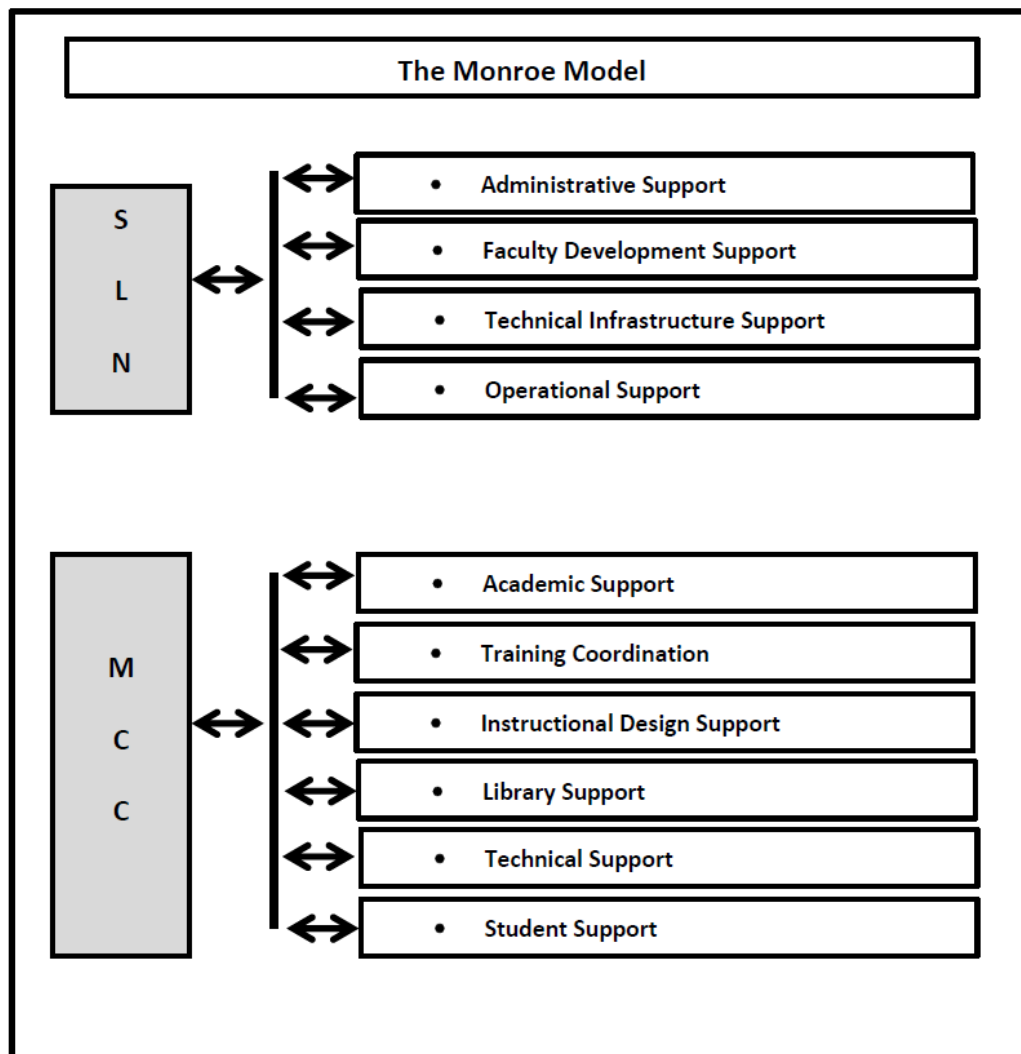 The Monroe Model
S
L
N
• Administrative Support
• Faculty Development Support
• Technical Infrastructure Support
• Operational Support
M
C
C
• Academic Support
• Training Coordination
• Instructional Design Support
• Library Support
• Technical Support
• Student Support